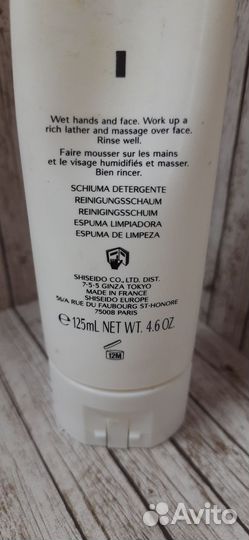 Wet hands and face. Work up a
rich lather and massage over face.
Rinse well.
Faire mousser sur les mains
et le visage humidifiés et masser.
Bien rincer.
SCHIUMA DETERGENTE
REINIGUNGSSCHAUM
REINIGINGSSCHUIM
ESPUMA LIMPIADORA
ESPUMA DE LIMPEZA
SHISEIDO CO., LTD. DIST.
7-5-5 GINZA TOKYO
MADE IN FRANCE
SHISEIDO EUROPE
56/A RUE DU FAUBOURG ST-HONORE
75008 PARIS
℮ 125mL NET WT. 4.6 OZ.
12M
Avito